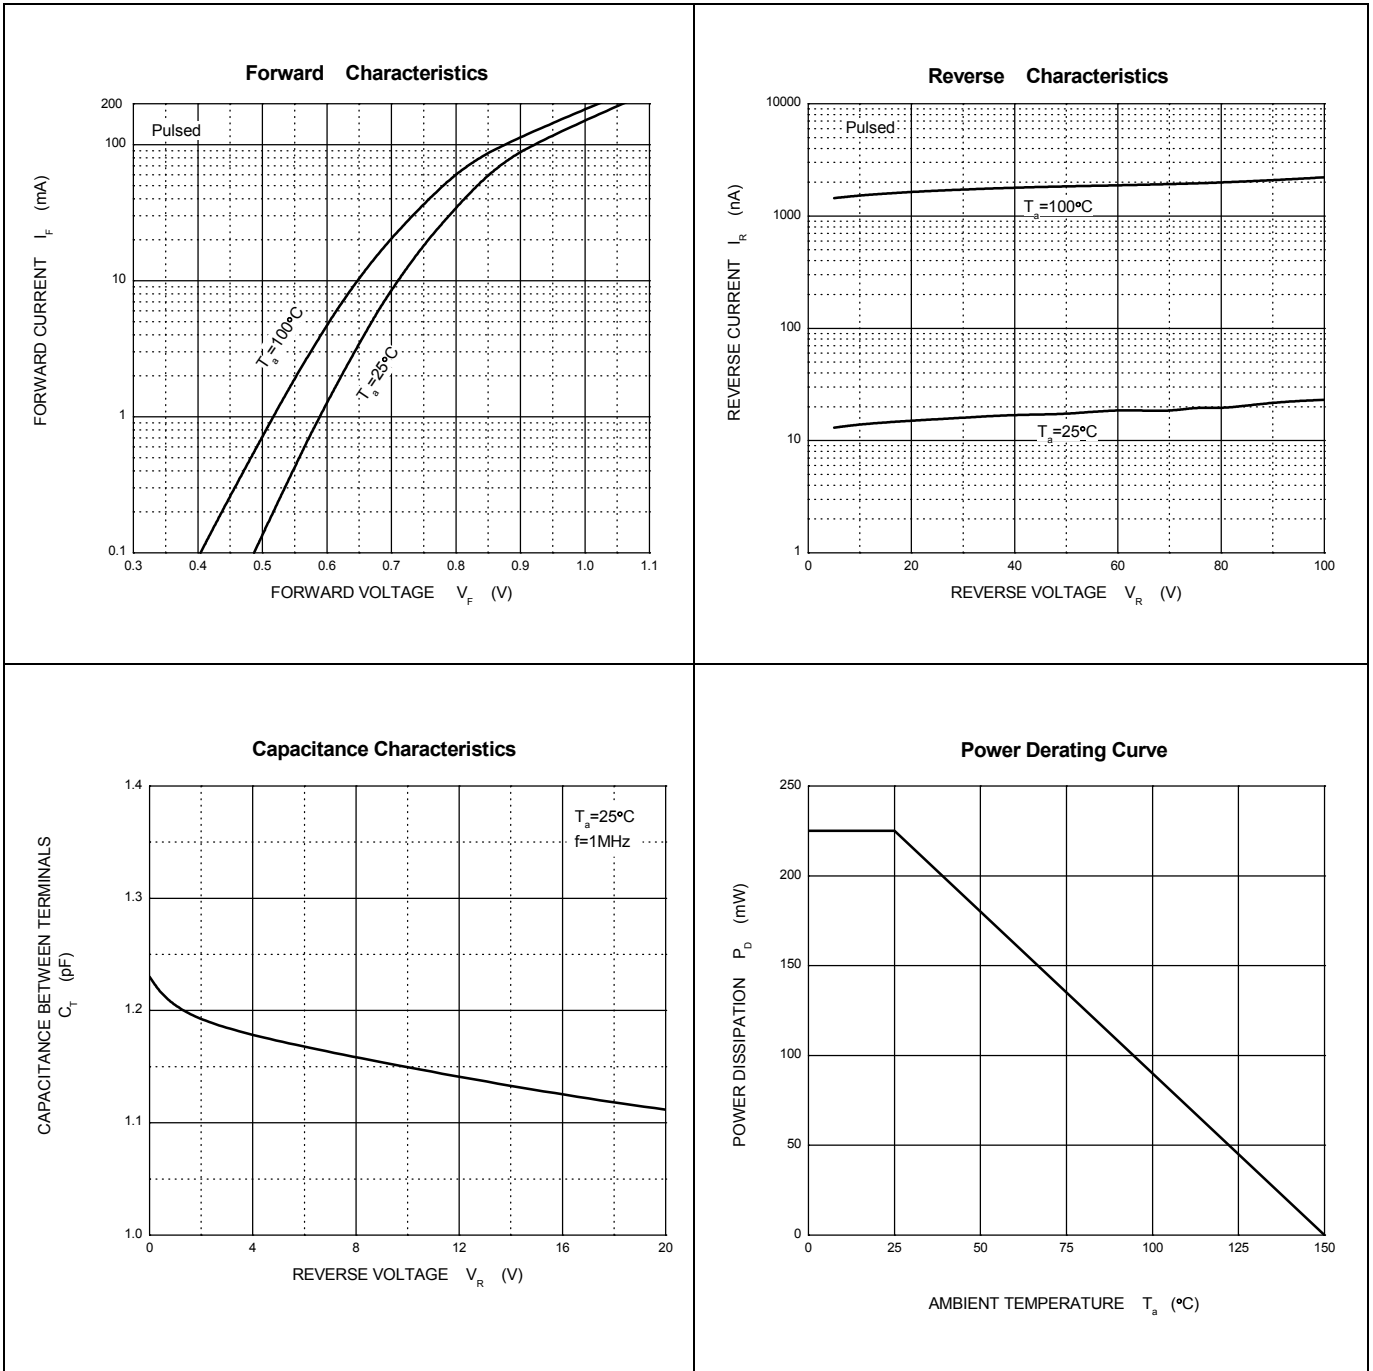 Forward Characteristics
Pulsed
200
100
10
1
0.1
0.3 0.4 0.5 0.6 0.7 0.8 0.9 1.0 1.1
FORWARD CURRENT I_F (mA)
T_a=100°C
T_a=25°C
FORWARD VOLTAGE V_F (V)
Reverse Characteristics
Pulsed
10000
1000
100
10
1
0 20 40 60 80 100
REVERSE CURRENT I_R (nA)
T_a=100°C
T_a=25°C
REVERSE VOLTAGE V_R (V)
Capacitance Characteristics
1.4
1.3
1.2
1.1
1.0
0 4 8 12 16 20
T_a=25°C
f=1MHz
CAPACITANCE BETWEEN TERMINALS
C_T (pF)
REVERSE VOLTAGE V_R (V)
Power Derating Curve
250
200
150
100
50
0
0 25 50 75 100 125 150
POWER DISSIPATION P_D (mW)
AMBIENT TEMPERATURE T_a (°C)